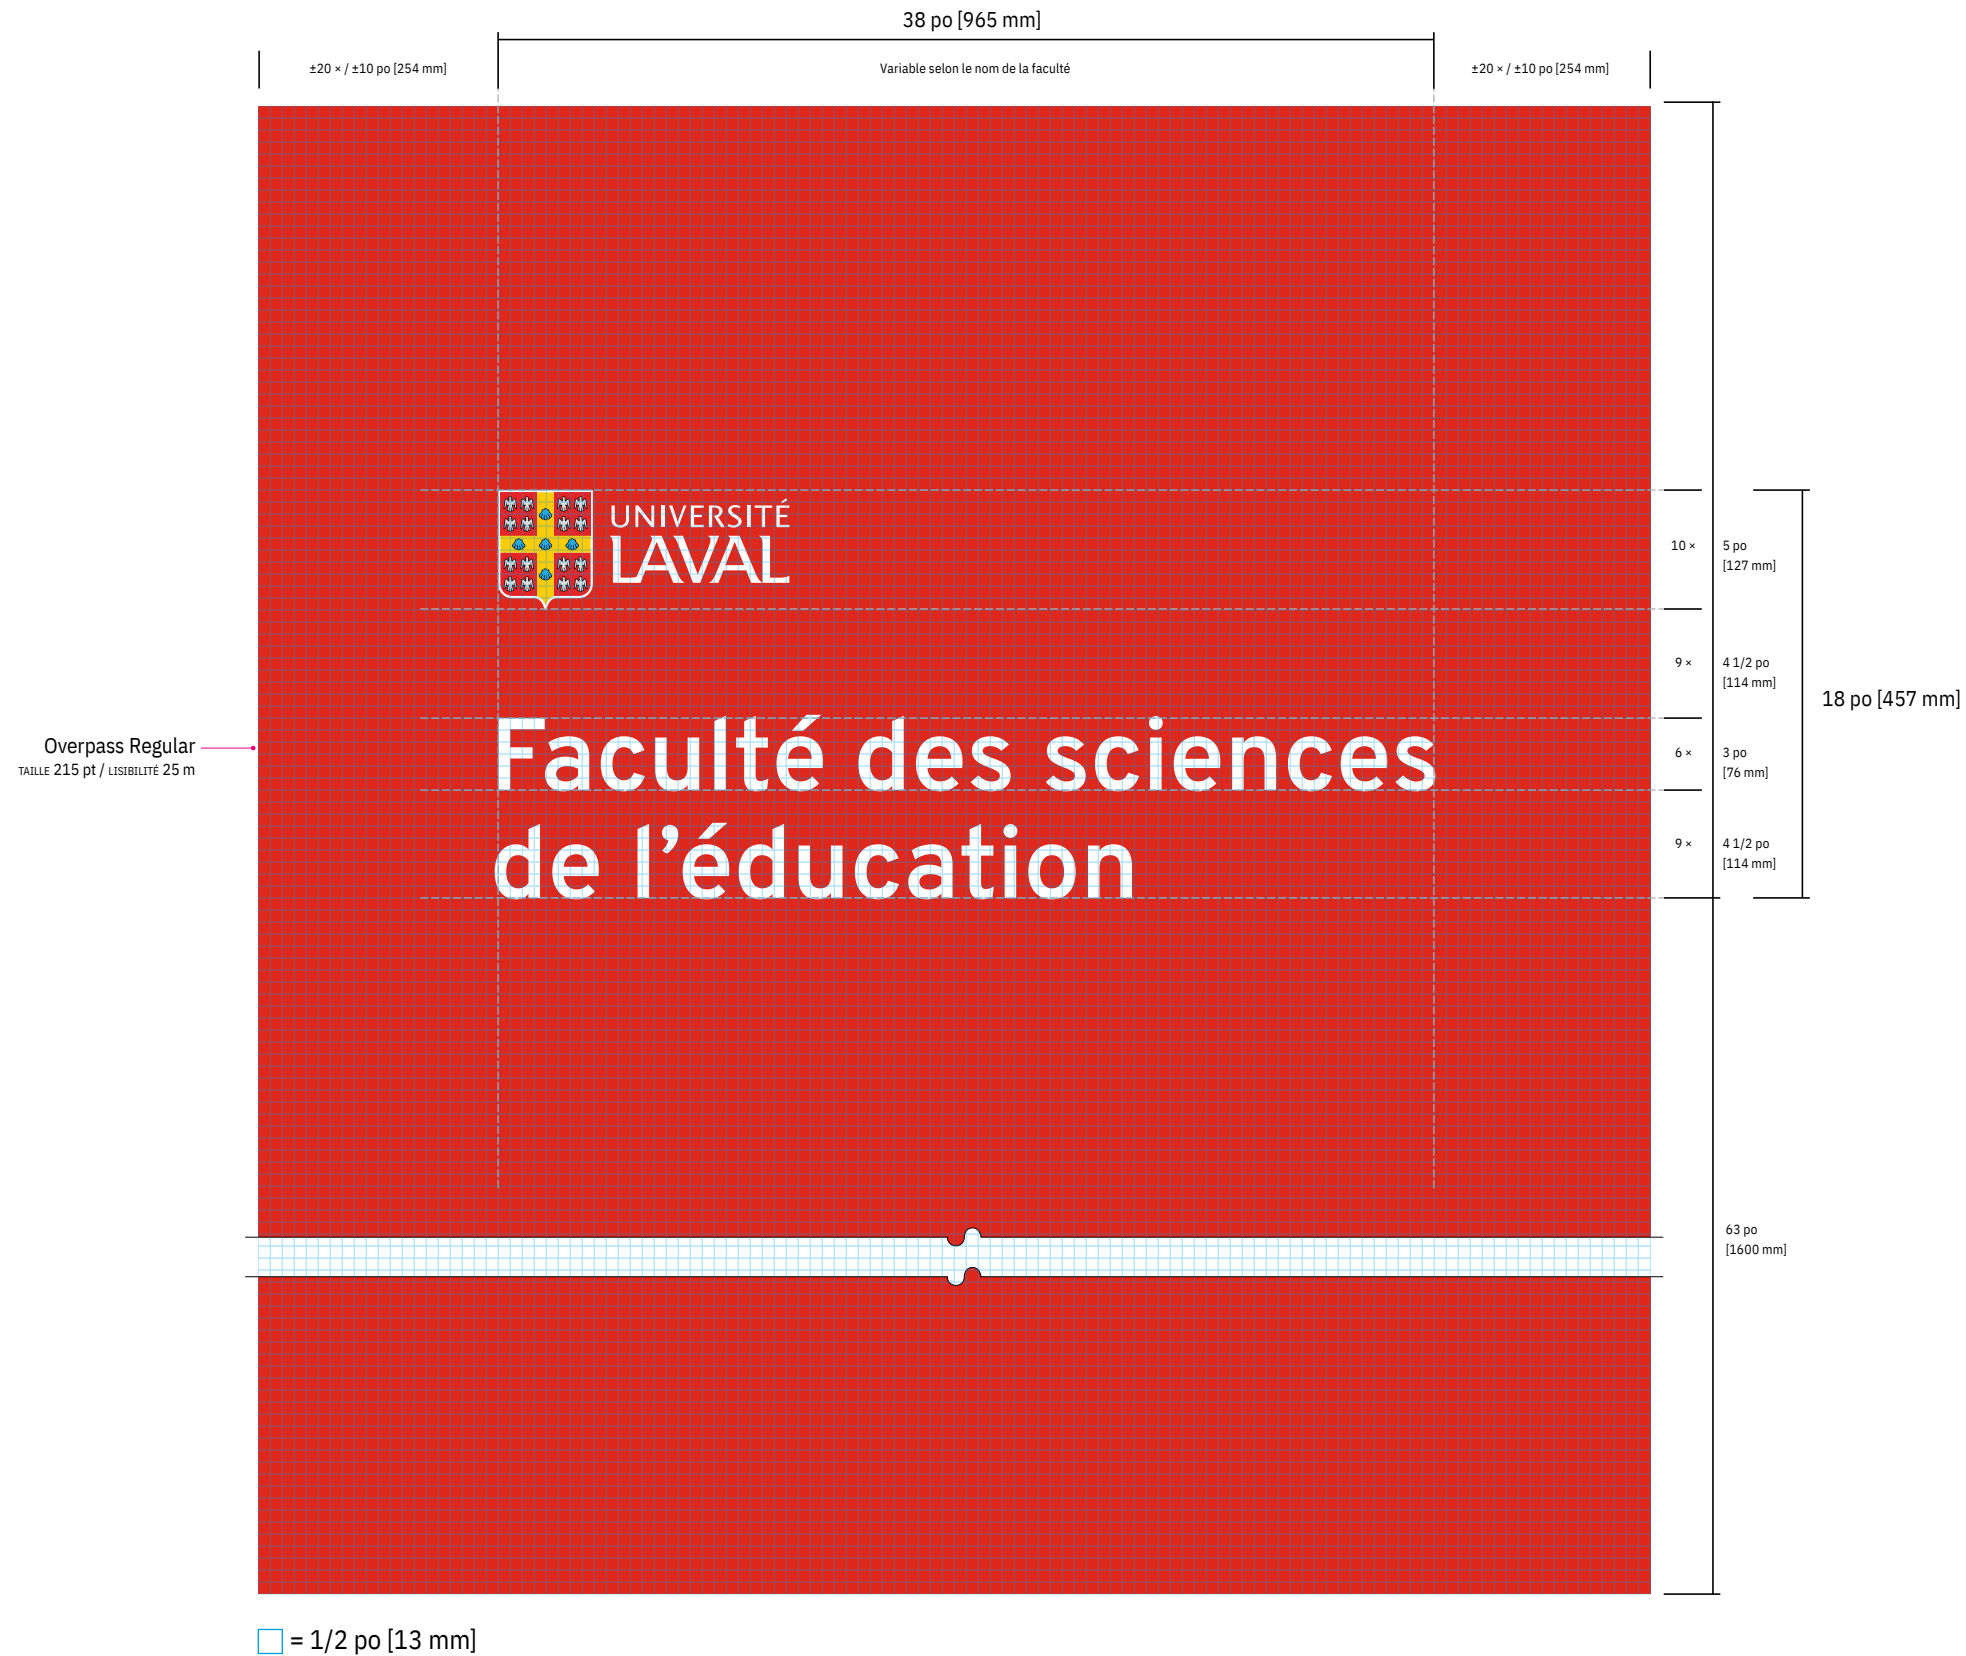 38 po [965 mm]
±20 × / ±10 po [254 mm]
Variable selon le nom de la faculté
±20 × / ±10 po [254 mm]
UNIVERSITÉ
LAVAL
10 ×
5 po
[127 mm]
9 ×
4 1/2 po
[114 mm]
18 po [457 mm]
Overpass Regular
TAILLE 215 pt / LISIBILITÉ 25 m
Faculté des sciences
de l’éducation
6 ×
3 po
[76 mm]
9 ×
4 1/2 po
[114 mm]
63 po
[1600 mm]
= 1/2 po [13 mm]